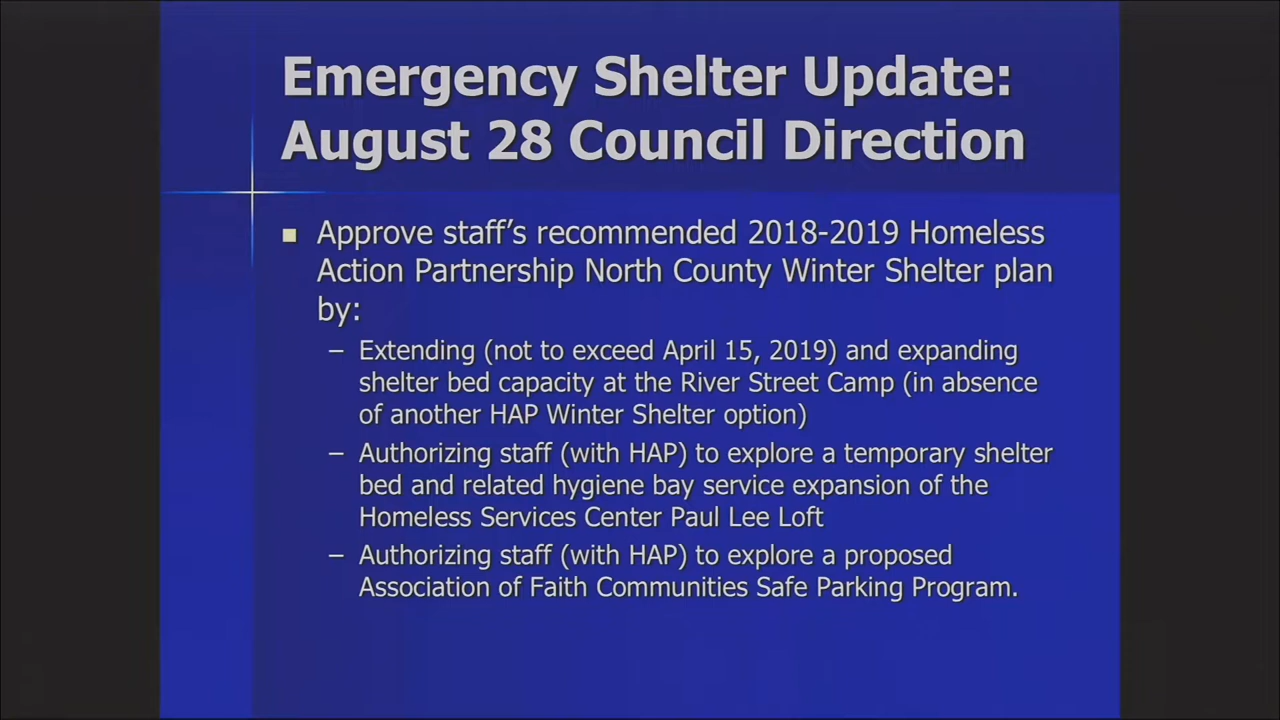 Emergency Shelter Update:
August 28 Council Direction
Approve staff’s recommended 2018-2019 Homeless
Action Partnership North County Winter Shelter plan
by:
– Extending (not to exceed April 15, 2019) and expanding
shelter bed capacity at the River Street Camp (in absence
of another HAP Winter Shelter option)
– Authorizing staff (with HAP) to explore a temporary shelter
bed and related hygiene bay service expansion of the
Homeless Services Center Paul Lee Loft
– Authorizing staff (with HAP) to explore a proposed
Association of Faith Communities Safe Parking Program.